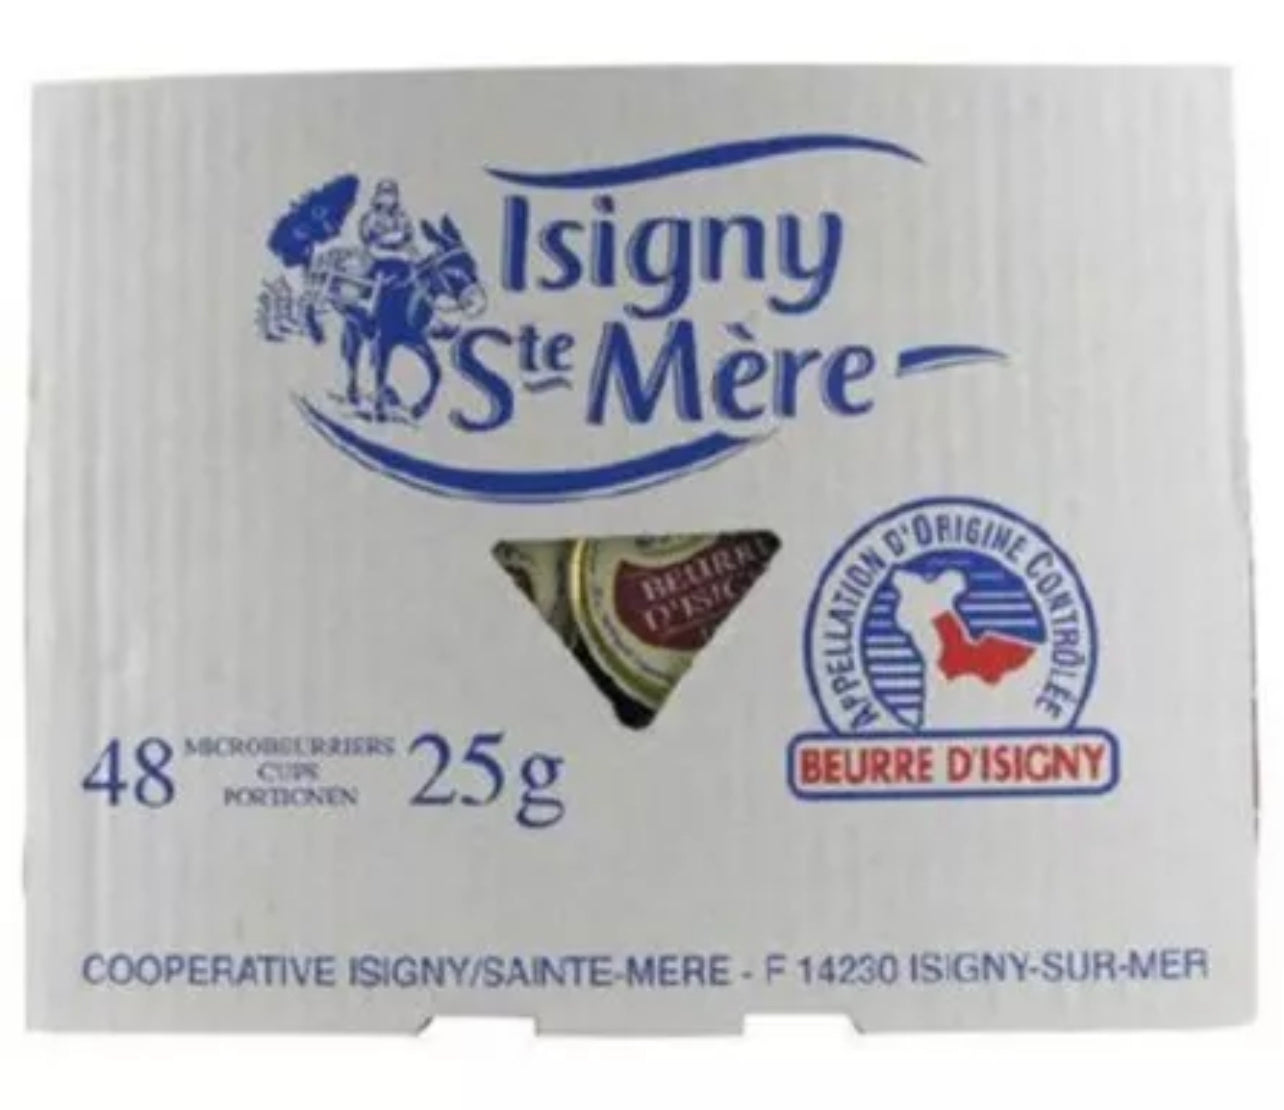 Isigny
Ste Mère
BEURRE
D'ISIG
APPELLATION D'ORIGINE CONTRÔLÉE
BEURRE D'ISIGNY
48 MICROBEURRIERS 25g
CUPS
PORTIONEN
COOPERATIVE ISIGNY/SAINTE-MERE - F 14230 ISIGNY-SUR-MER